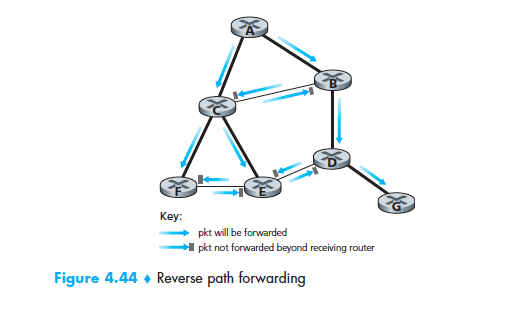 A
B
C
D
F
E
G
Key:
pkt will be forwarded
pkt not forwarded beyond receiving router
Figure 4.44 ♦ Reverse path forwarding